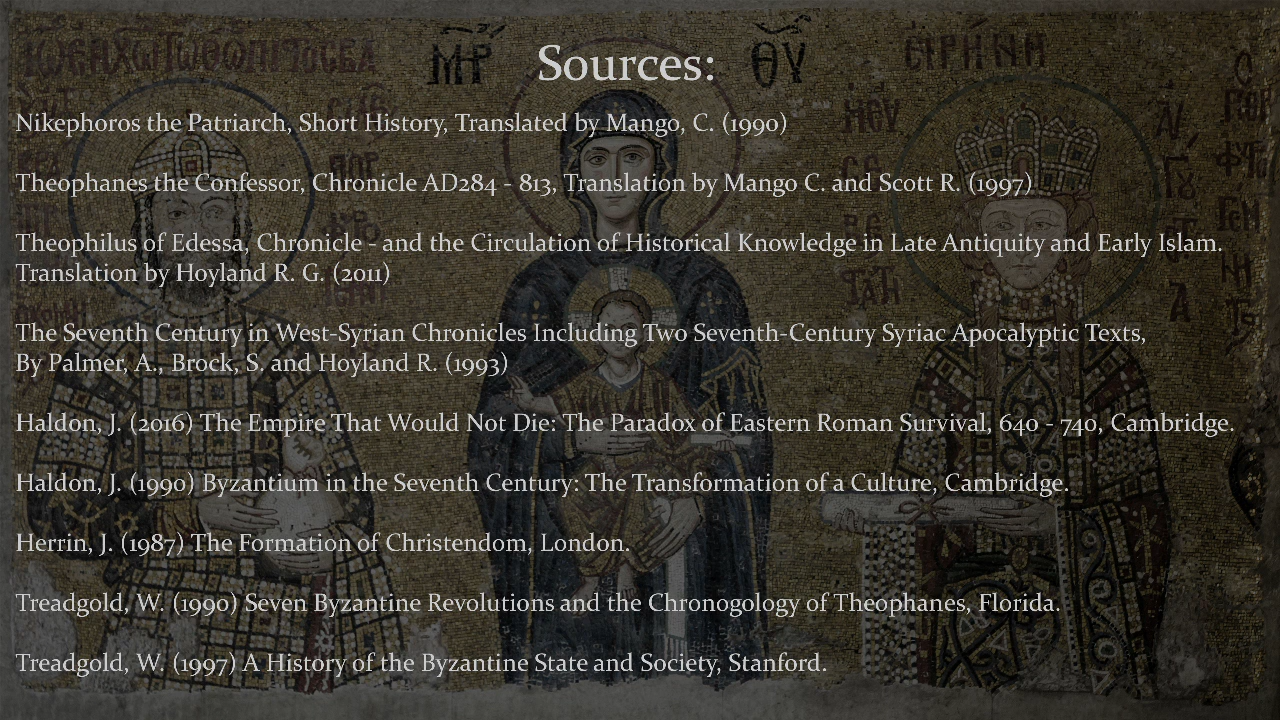 ΜΡ
Sources:
ΘΥ
Nikephoros the Patriarch, Short History, Translated by Mango, C. (1990)
Theophanes the Confessor, Chronicle AD284 - 813, Translation by Mango C. and Scott R. (1997)
Theophilus of Edessa, Chronicle - and the Circulation of Historical Knowledge in Late Antiquity and Early Islam.
Translation by Hoyland R. G. (2011)
The Seventh Century in West-Syrian Chronicles Including Two Seventh-Century Syriac Apocalyptic Texts,
By Palmer, A., Brock, S. and Hoyland R. (1993)
Haldon, J. (2016) The Empire That Would Not Die: The Paradox of Eastern Roman Survival, 640 - 740, Cambridge.
Haldon, J. (1990) Byzantium in the Seventh Century: The Transformation of a Culture, Cambridge.
Herrin, J. (1987) The Formation of Christendom, London.
Treadgold, W. (1990) Seven Byzantine Revolutions and the Chronogology of Theophanes, Florida.
Treadgold, W. (1997) A History of the Byzantine State and Society, Stanford.